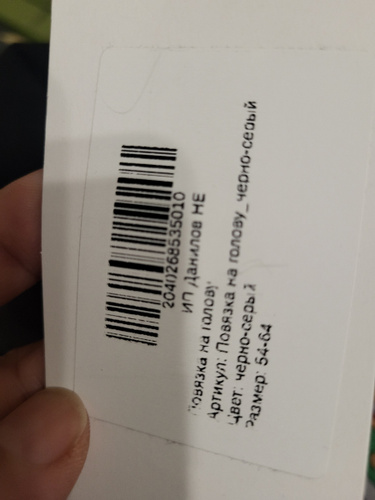 2040268535010
ИП Данилов НЕ
Повязка на голову
Артикул: Повязка на голову_черно-серый
Цвет: черно-серый
Размер: 54-64